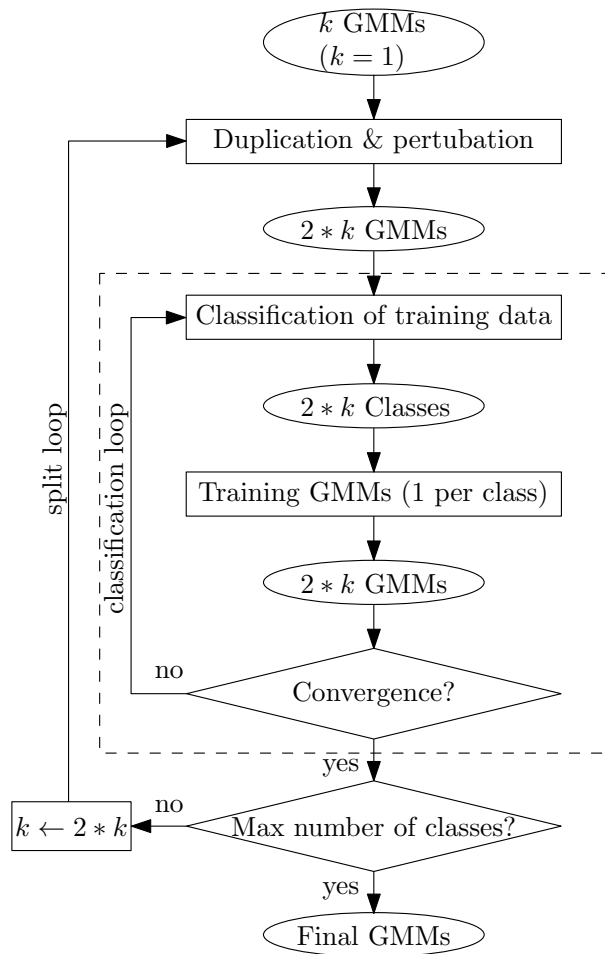 k GMMs
(k = 1)
Duplication & pertubation
2 ∗ k GMMs
Classification of training data
2 ∗ k Classes
split loop
classification loop
Training GMMs (1 per class)
2 ∗ k GMMs
no
Convergence?
yes
k ← 2 ∗ k
no
Max number of classes?
yes
Final GMMs